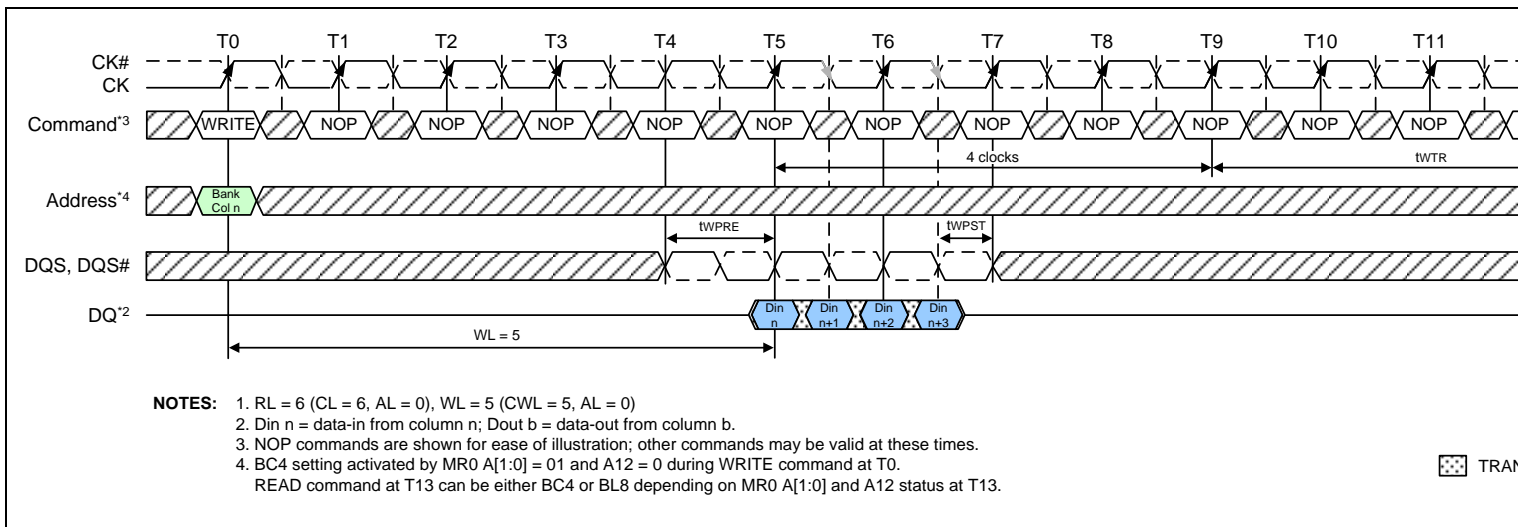 T0 T1 T2 T3 T4 T5 T6 T7 T8 T9 T10 T11
CK#
CK
Command*3 WRITE NOP NOP NOP NOP NOP NOP NOP NOP NOP NOP NOP
4 clocks tWTR
Address*4 Bank
Col n
tWPRE tWPST
DQS, DQS#
DQ*2 Din n Din n+1 Din n+2 Din n+3
WL = 5
NOTES: 1. RL = 6 (CL = 6, AL = 0), WL = 5 (CWL = 5, AL = 0)
2. Din n = data-in from column n; Dout b = data-out from column b.
3. NOP commands are shown for ease of illustration; other commands may be valid at these times.
4. BC4 setting activated by MR0 A[1:0] = 01 and A12 = 0 during WRITE command at T0.
READ command at T13 can be either BC4 or BL8 depending on MR0 A[1:0] and A12 status at T13.
TRAN